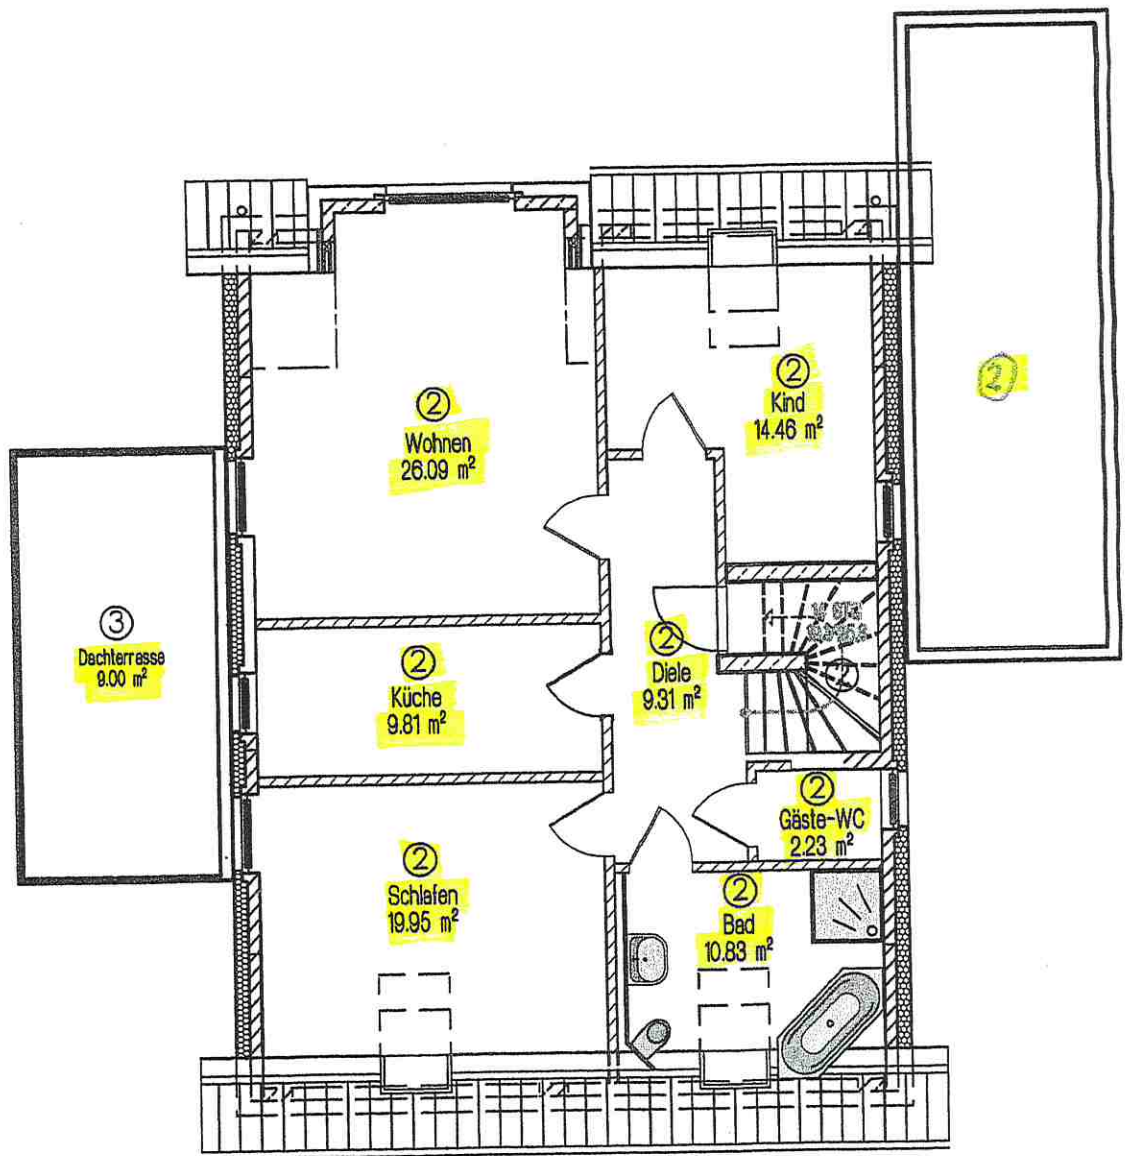 ②
Kind
14.46 m²
②
②
Wohnen
26.09 m²
③
Dachterrasse
9.00 m²
②
Küche
9.81 m²
②
Diele
9.31 m²
②
②
Gäste-WC
2.23 m²
②
Schlafen
19.95 m²
②
Bad
10.83 m²